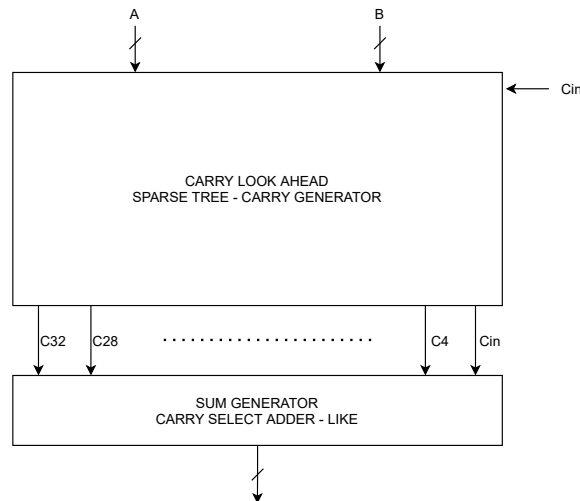 A
B
Cin
CARRY LOOK AHEAD
SPARSE TREE - CARRY GENERATOR
C32
C28
C4
Cin
SUM GENERATOR
CARRY SELECT ADDER - LIKE